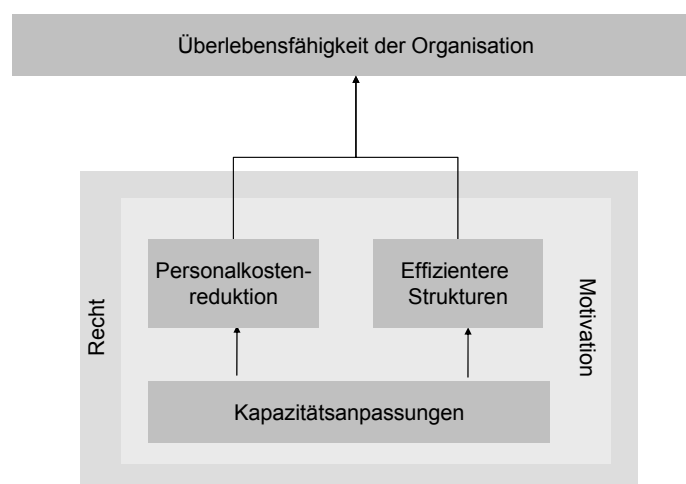 Überlebensfähigkeit der Organisation
Personalkosten-
reduktion
Effizientere
Strukturen
Recht
Motivation
Kapazitätsanpassungen